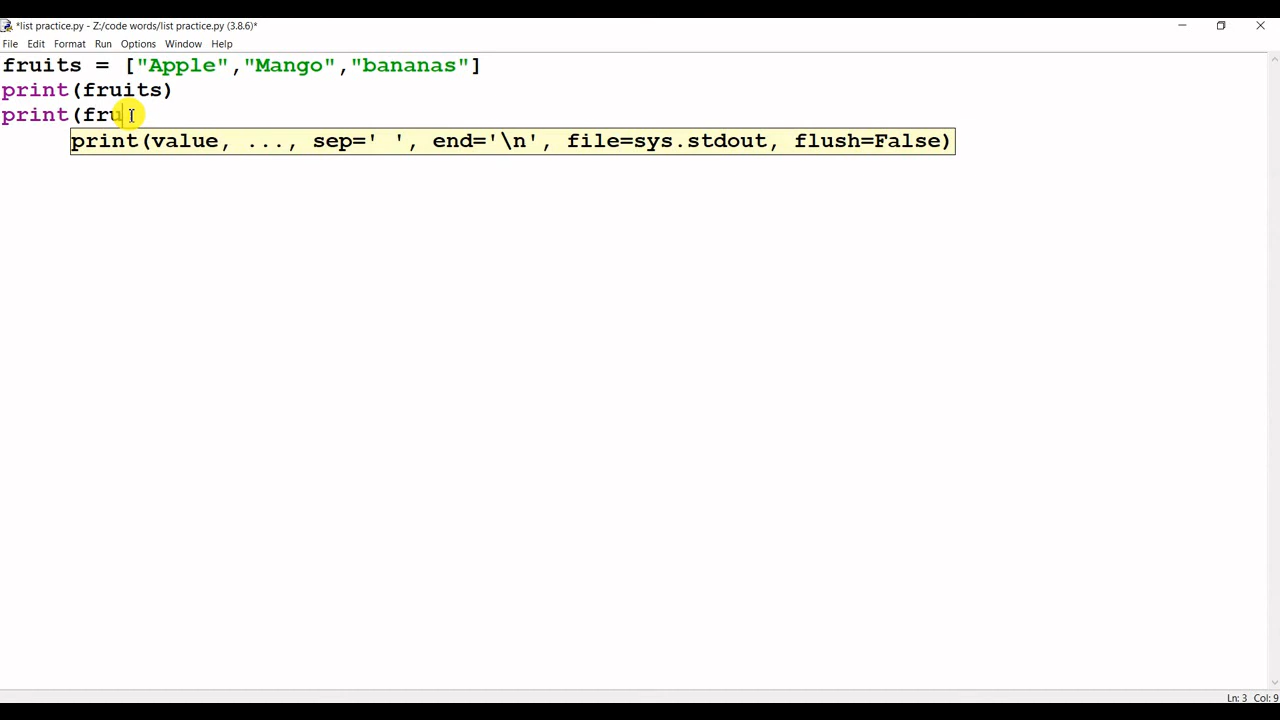 *list practice.py - Z:/code words/list practice.py (3.8.6)*
File Edit Format Run Options Window Help
fruits = ["Apple","Mango","bananas"]
print(fruits)
print(fru
print(value, ..., sep=' ', end='\n', file=sys.stdout, flush=False)
Ln: 3 Col: 9